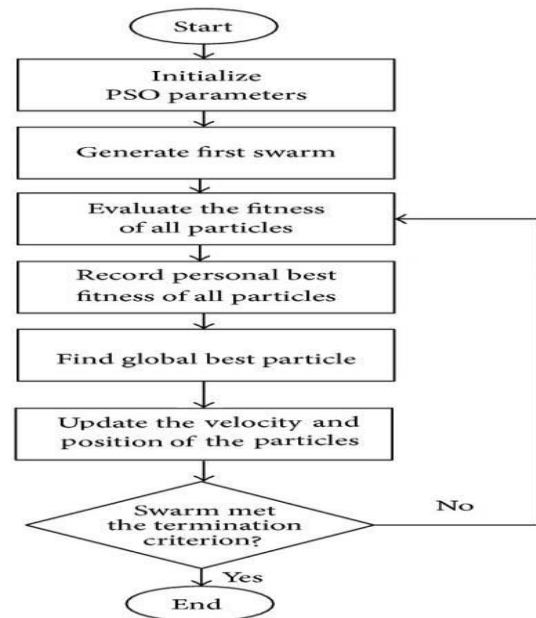 Start
Initialize
PSO parameters
Generate first swarm
Evaluate the fitness
of all particles
Record personal best
fitness of all particles
Find global best particle
Update the velocity and
position of the particles
Swarm met
the termination
criterion?
No
Yes
End